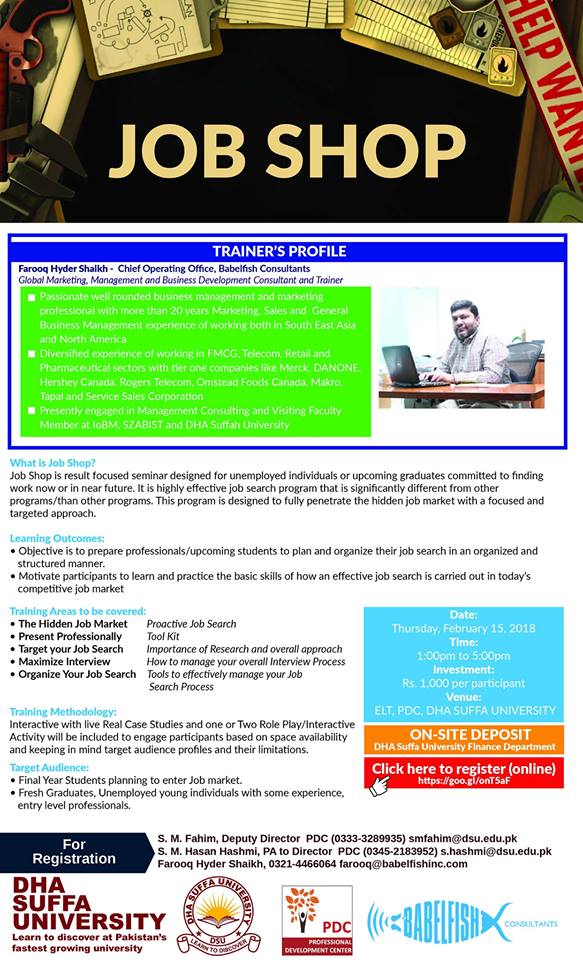 PLAN
HELP WANT
JOB SHOP
TRAINER'S PROFILE
Farooq Hyder Shaikh - Chief Operating Office, Babelfish Consultants
Global Marketing, Management and Business Development Consultant and Trainer
Passionate well rounded business management and marketing
professional with more than 20 years Marketing, Sales and General
Business Management experience of working both in South East Asia
and North America
Diversified experience of working in FMCG, Telecom, Retail and
Pharmaceutical sectors with tier one companies like Merck, DANONE,
Hershey Canada, Rogers Telecom, Omstead Foods Canada, Makro,
Tapal and Service Sales Corporation
Presently engaged in Management Consulting and Visiting Faculty
Member at IoBM, SZABIST and DHA Suffah University
What is Job Shop?
Job Shop is result focused seminar designed for unemployed individuals or upcoming graduates committed to finding
work now or in near future. It is highly effective job search program that is significantly different from other
programs/than other programs. This program is designed to fully penetrate the hidden job market with a focused and
targeted approach.
Learning Outcomes:
• Objective is to prepare professionals/upcoming students to plan and organize their job search in an organized and
structured manner.
• Motivate participants to learn and practice the basic skills of how an effective job search is carried out in today's
competitive job market
Training Areas to be covered:
• The Hidden Job Market Proactive Job Search
• Present Professionally Tool Kit
• Target your Job Search Importance of Research and overall approach
• Maximize Interview How to manage your overall Interview Process
• Organize Your Job Search Tools to effectively manage your Job
Search Process
Training Methodology:
Interactive with live Real Case Studies and one or Two Role Play/Interactive
Activity will be included to engage participants based on space availability
and keeping in mind target audience profiles and their limitations.
Target Audience:
• Final Year Students planning to enter Job market.
• Fresh Graduates, Unemployed young individuals with some experience,
entry level professionals.
Date:
Thursday, February 15, 2018
Time:
1:00pm to 5:00pm
Investment:
Rs. 1,000 per participant
Venue:
ELT, PDC, DHA SUFFA UNIVERSITY
ON-SITE DEPOSIT
DHA Suffa University Finance Department
Click here to register (online)
https://goo.gl/onT5aF
For
Registration
S. M. Fahim, Deputy Director PDC (0333-3289935) smfahim@dsu.edu.pk
S. M. Hasan Hashmi, PA to Director PDC (0345-2183952) s.hashmi@dsu.edu.pk
Farooq Hyder Shaikh, 0321-4466064 farooq@babelfishinc.com
DHA
SUFFA
UNIVERSITY
Learn to discover at Pakistan's
fastest growing university
DHA SUFFA UNIVERSITY
DSU
LEARN TO DISCOVER
PDC
PROFESSIONAL
DEVELOPMENT CENTER
BABELFISH
CONSULTANTS